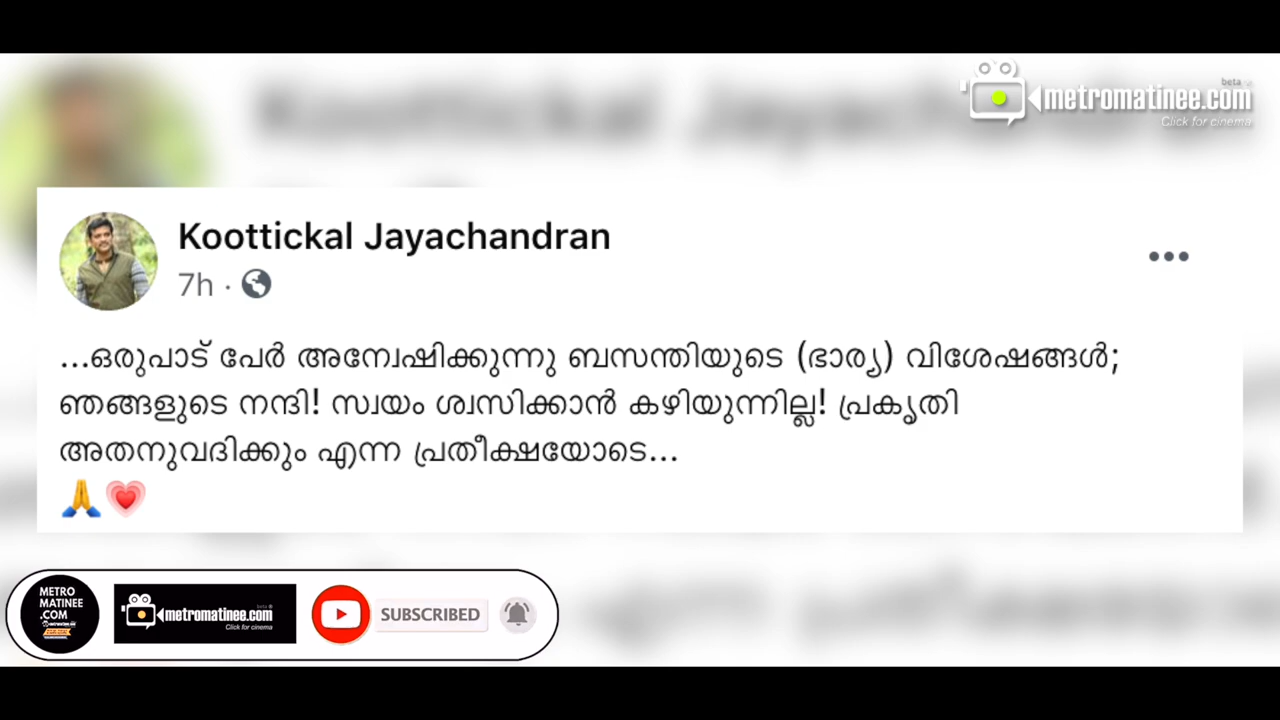 beta
metromatinee.com
Click for cinema
Koottickal Jayachandran
7h ·
...ഒരുപാട് പേർ അന്വേഷിക്കുന്നു ബസന്തിയുടെ (ഭാര്യ) വിശേഷങ്ങൾ;
ഞങ്ങളുടെ നന്ദി! സ്വയം ശ്വസിക്കാൻ കഴിയുന്നില്ല! പ്രകൃതി
അതനുവദിക്കും എന്ന പ്രതീക്ഷയോടെ...
🙏💗
METRO
MATINEE
.COM
metromatinee.com
Click for cinema
SUBSCRIBED